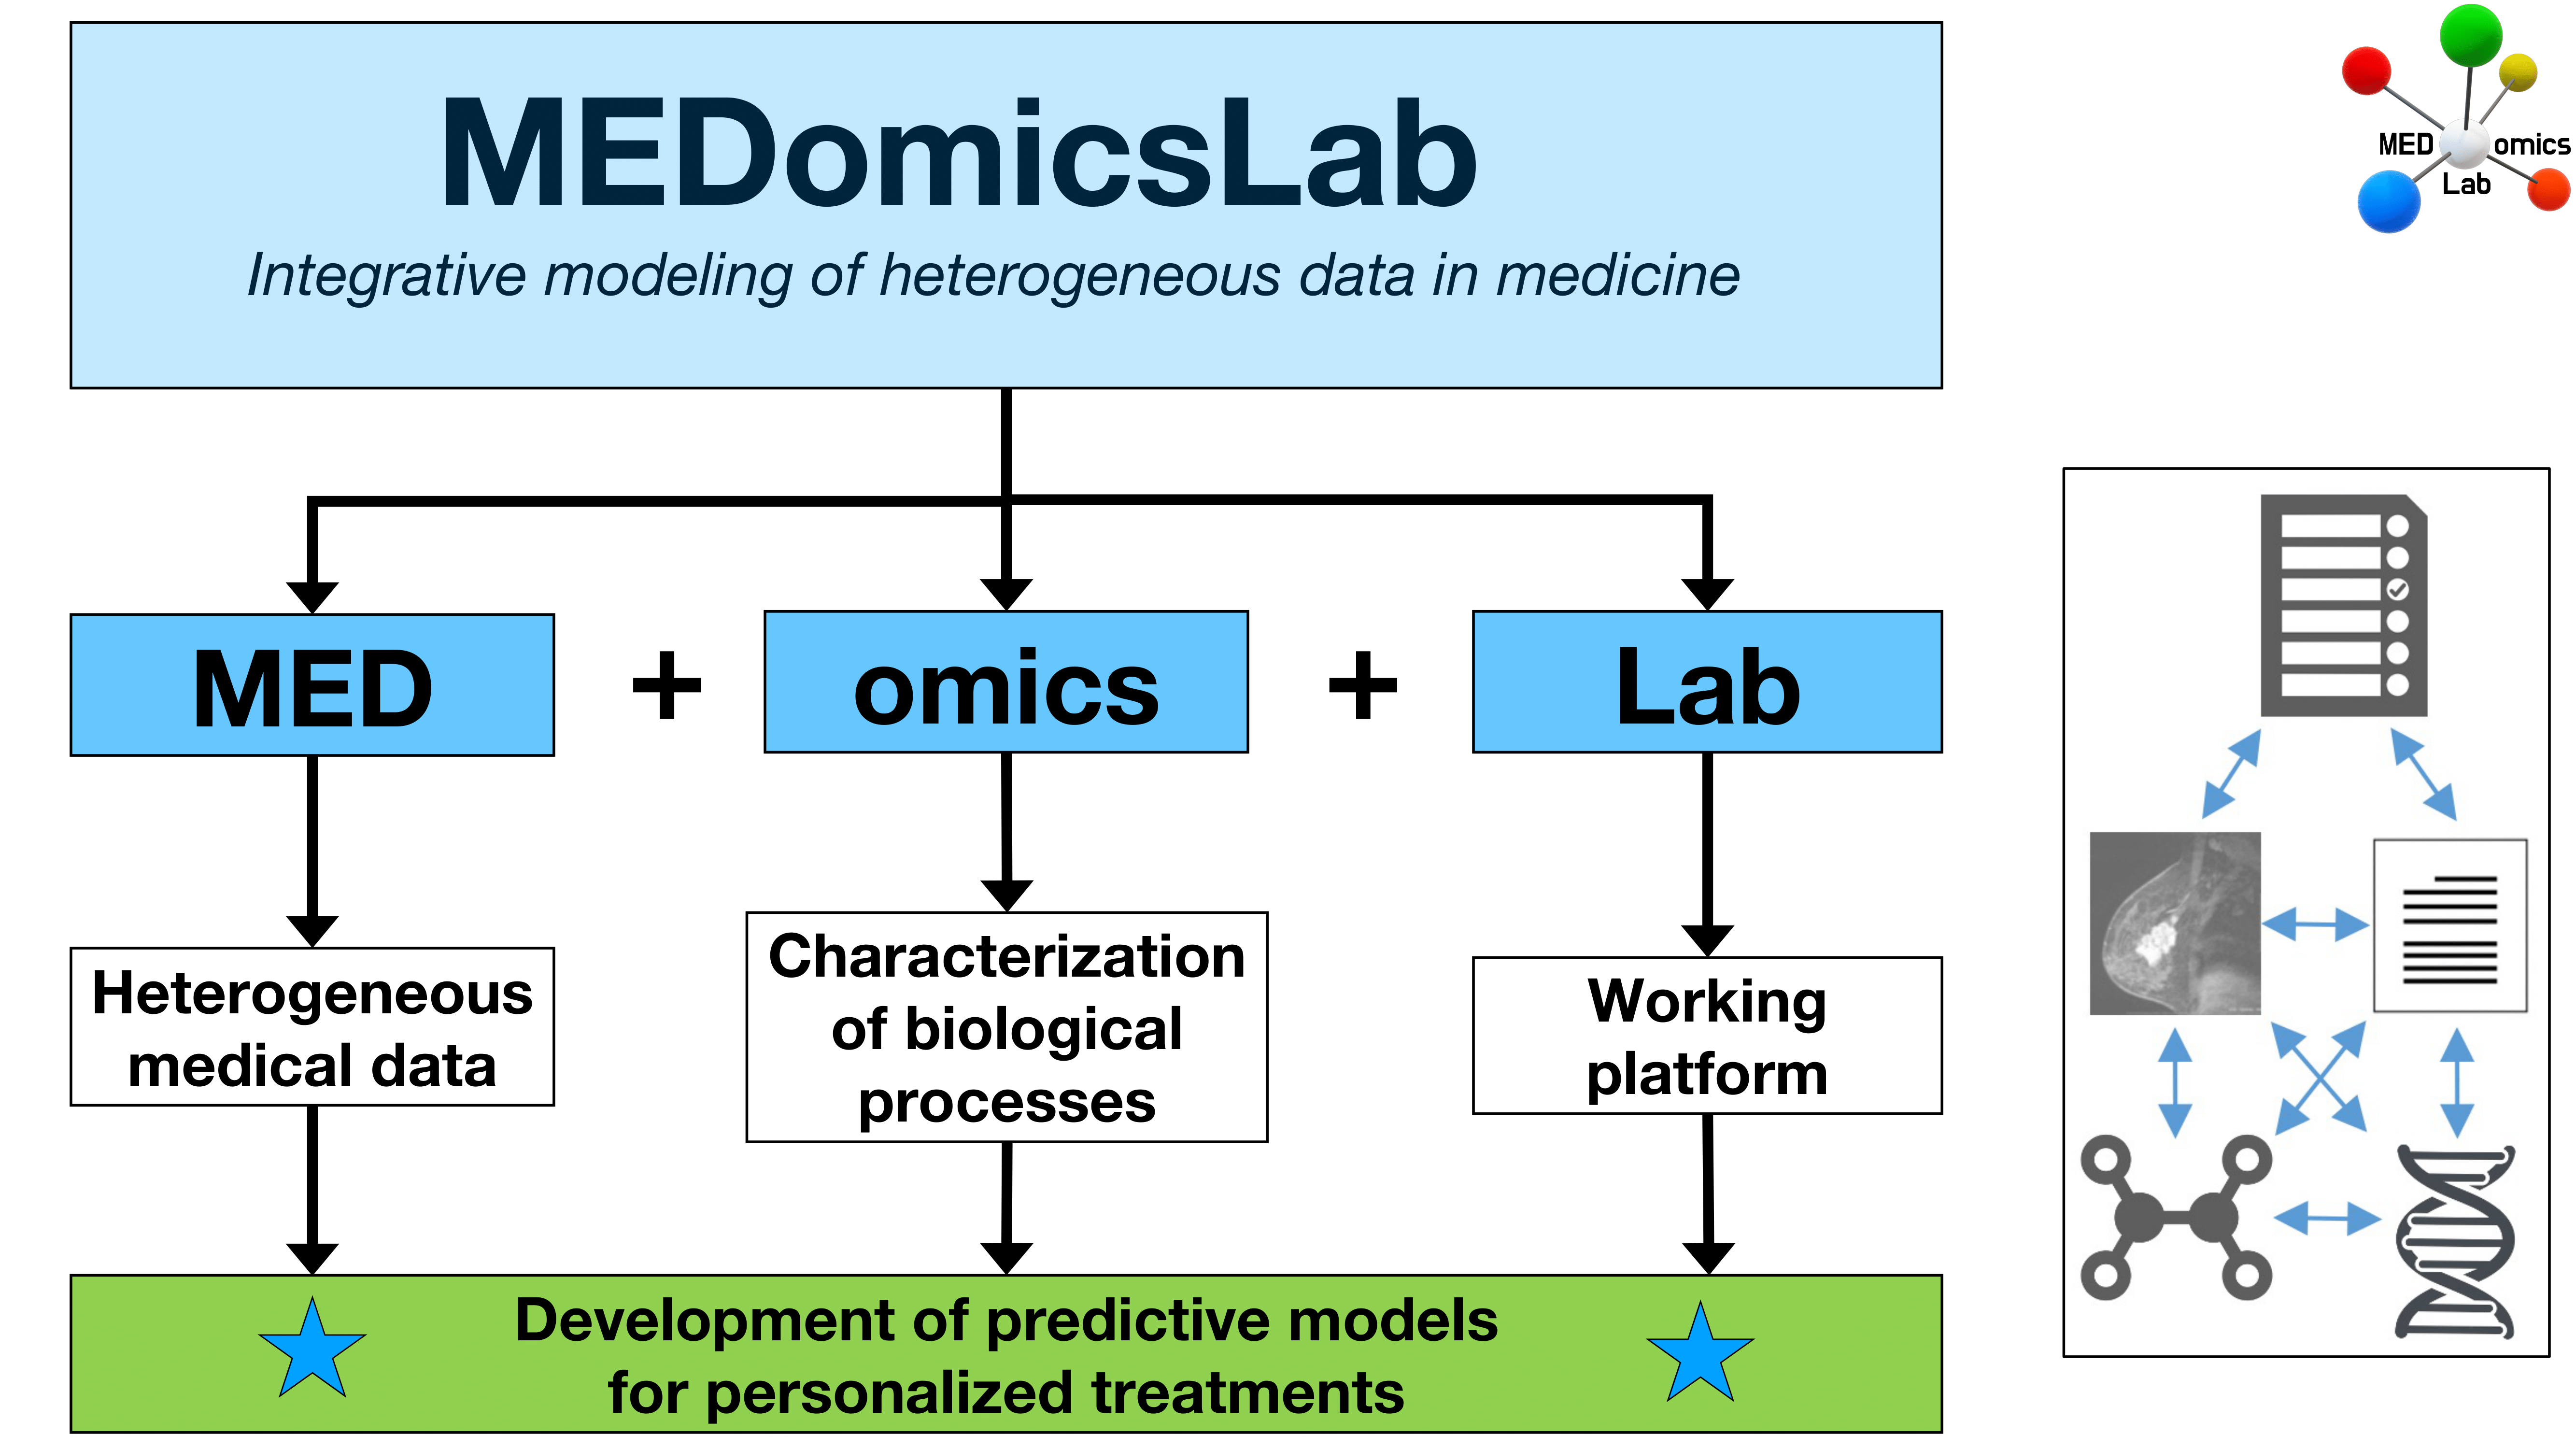 MEDomicsLab
Integrative modeling of heterogeneous data in medicine
MED omics
Lab
MED + omics + Lab
Heterogeneous
medical data
Characterization
of biological
processes
Working
platform
Development of predictive models
for personalized treatments